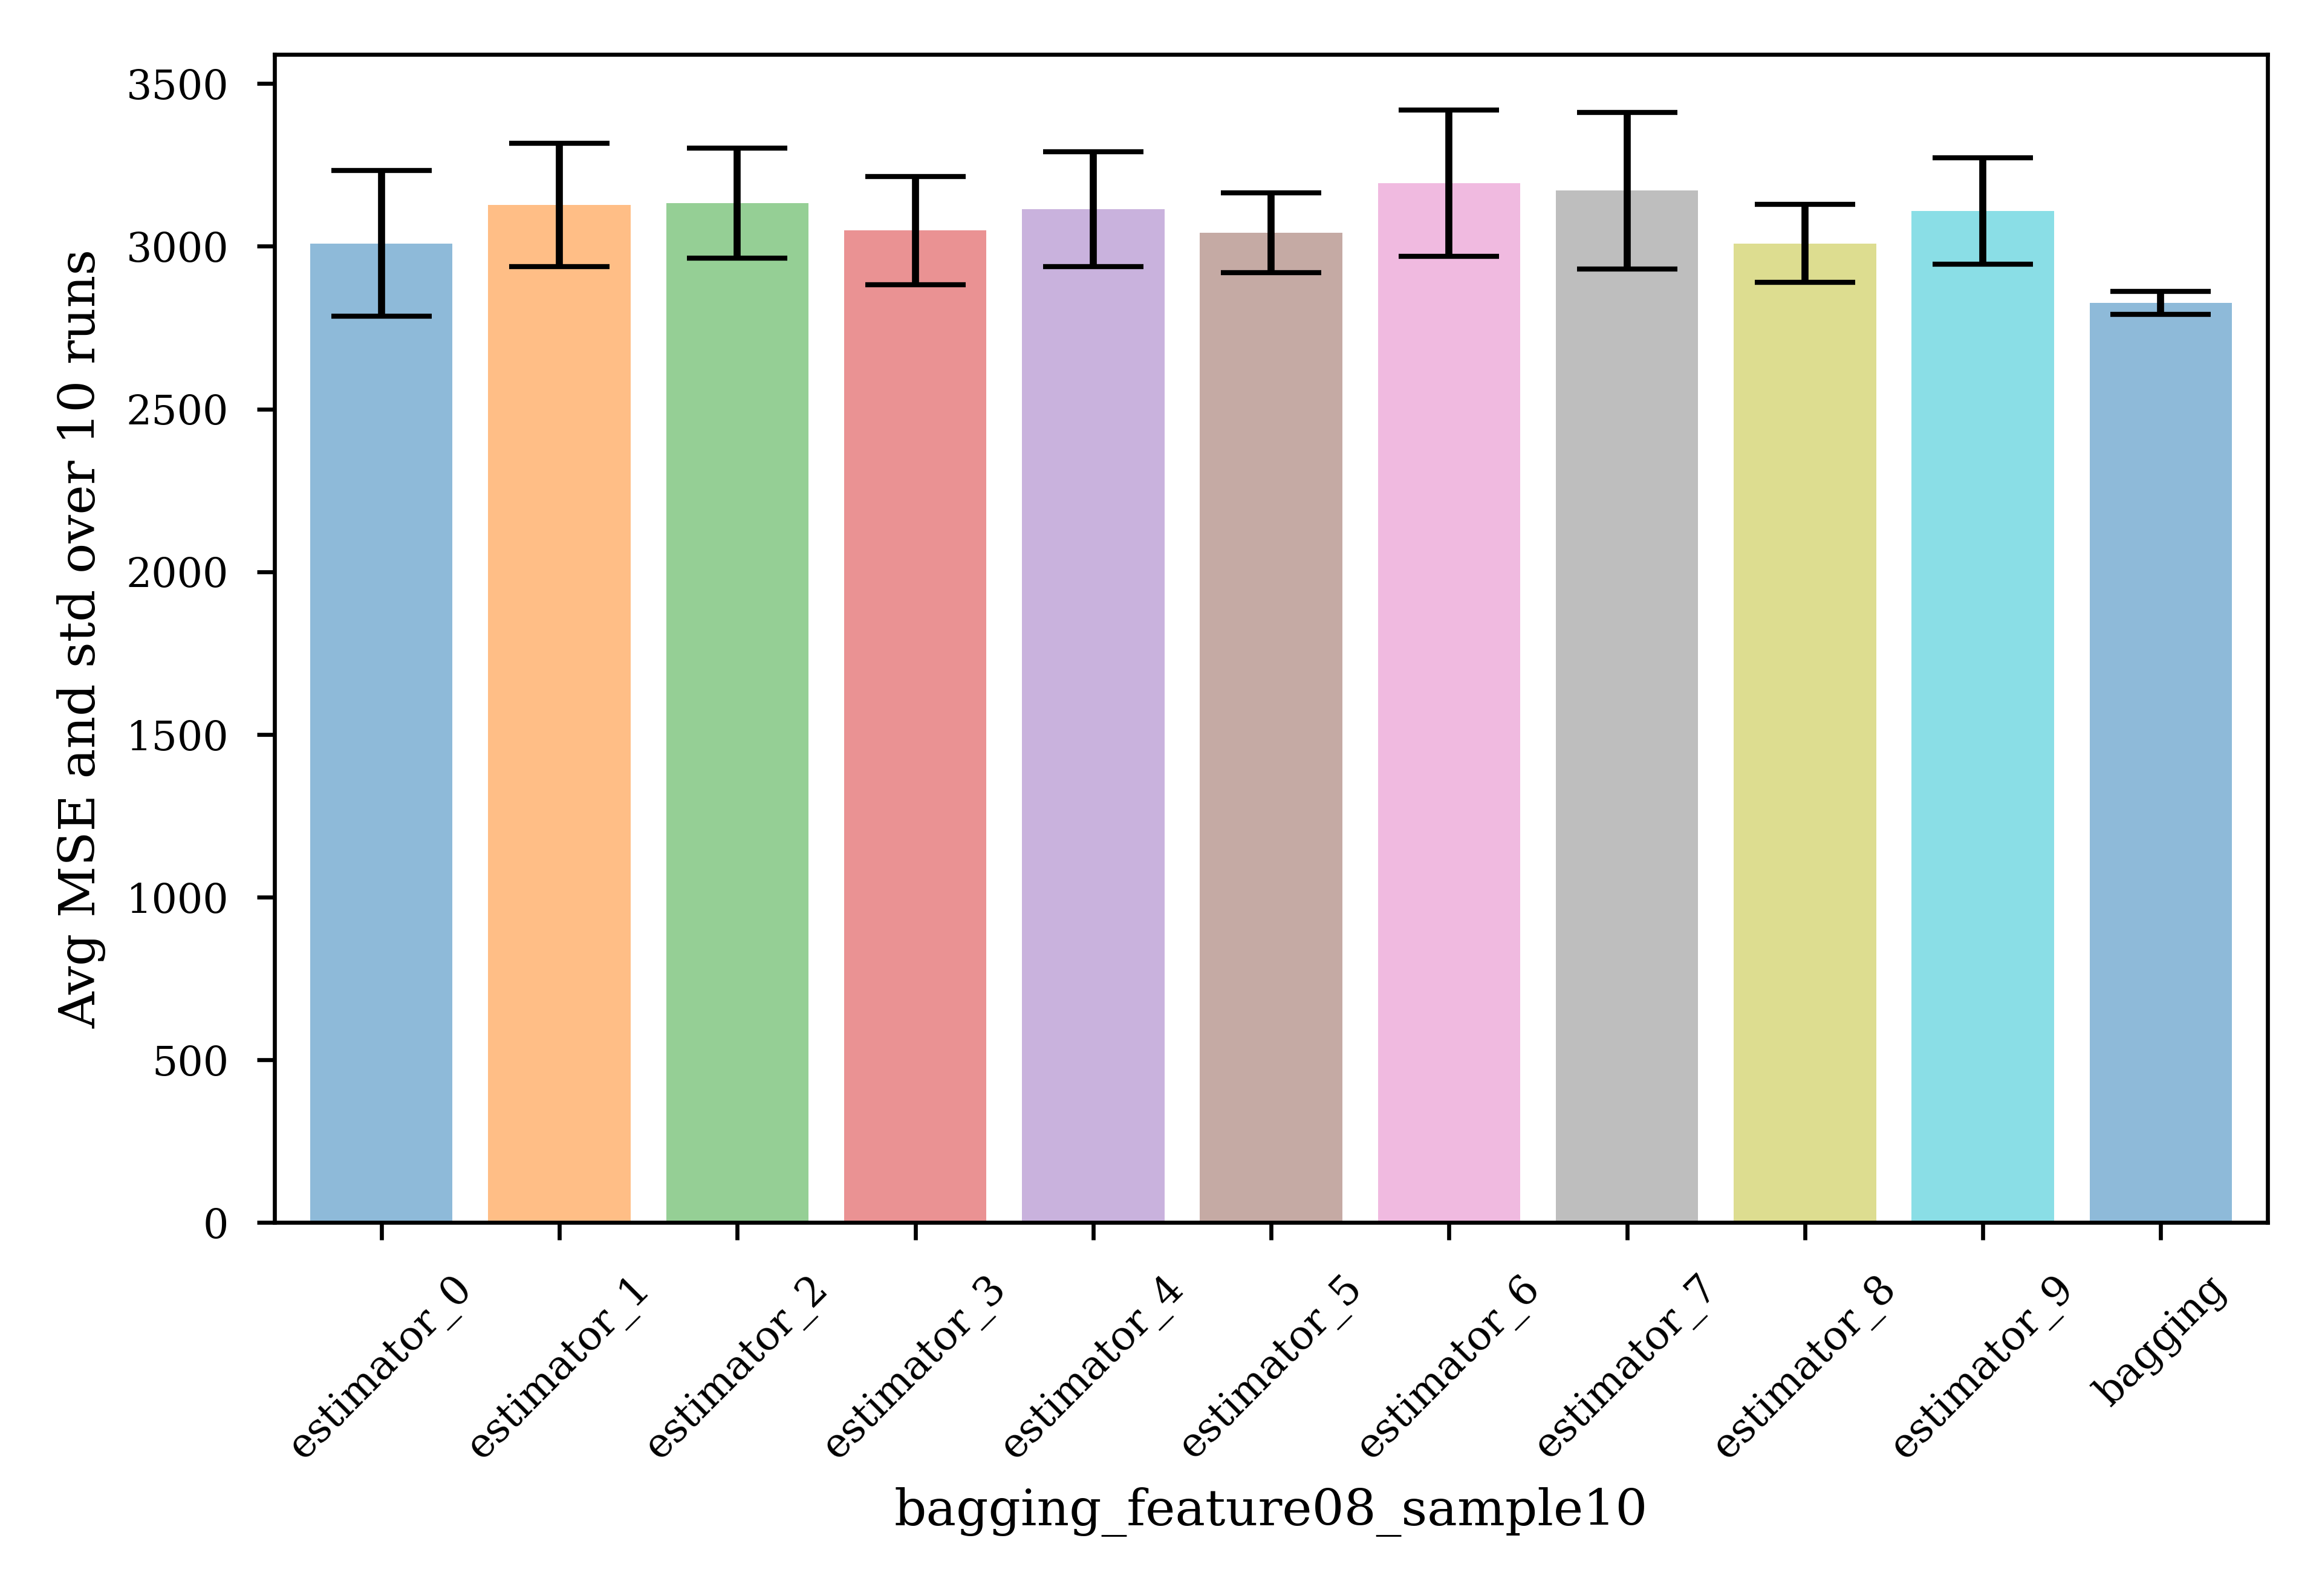 Avg MSE and std over 10 runs
3500
3000
2500
2000
1500
1000
500
0
estimator_0
estimator_1
estimator_2
estimator_3
estimator_4
estimator_5
estimator_6
estimator_7
estimator_8
estimator_9
bagging
bagging_feature08_sample10